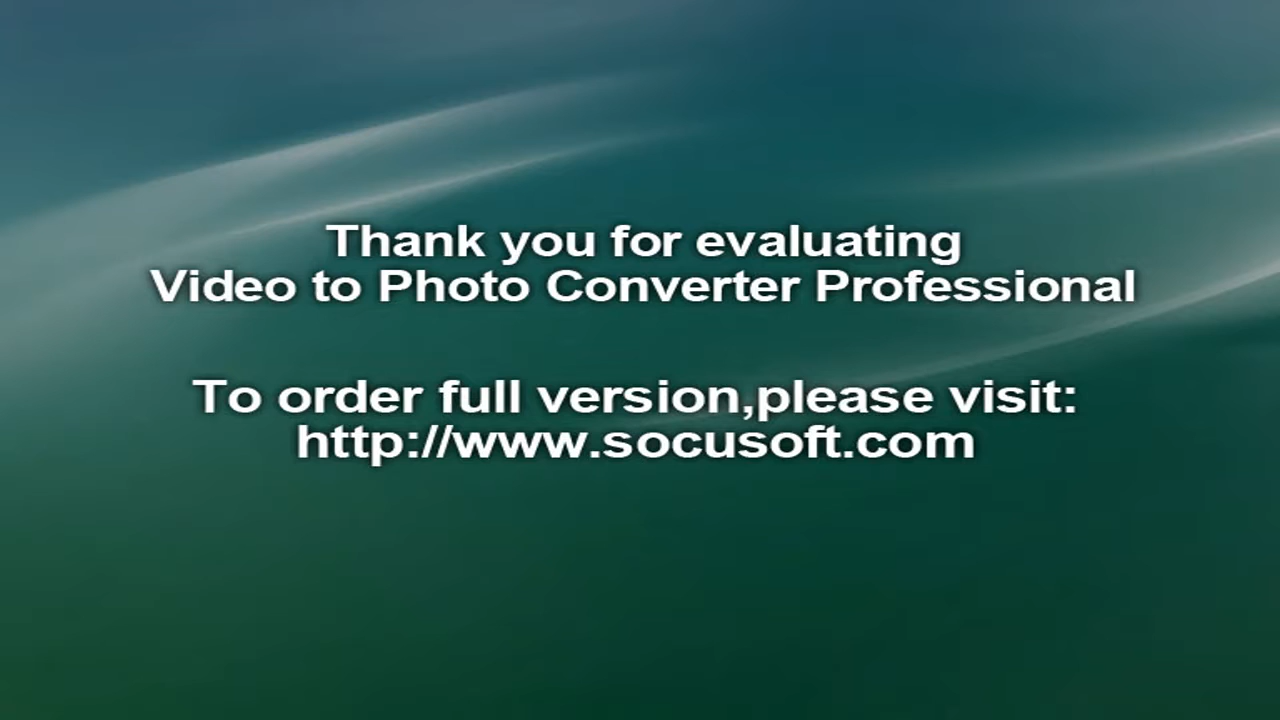 Thank you for evaluating
Video to Photo Converter Professional
To order full version,please visit:
http://www.socusoft.com